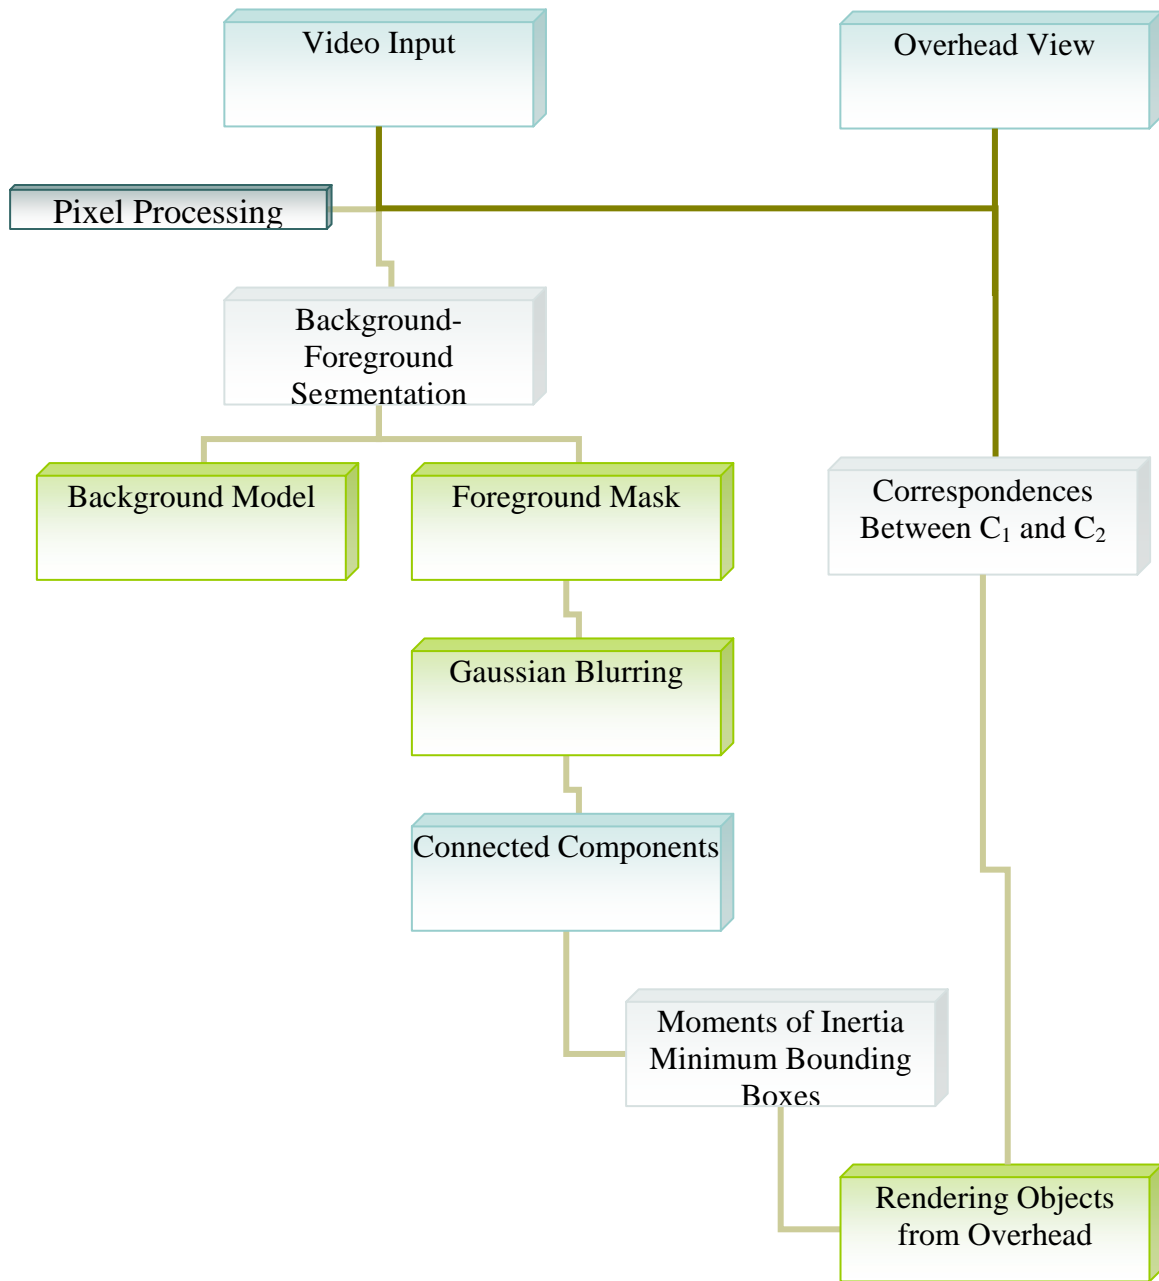 Video Input
Overhead View
Pixel Processing
Background-
Foreground
Segmentation
Background Model
Foreground Mask
Correspondences
Between C₁ and C₂
Gaussian Blurring
Connected Components
Moments of Inertia
Minimum Bounding
Boxes
Rendering Objects
from Overhead